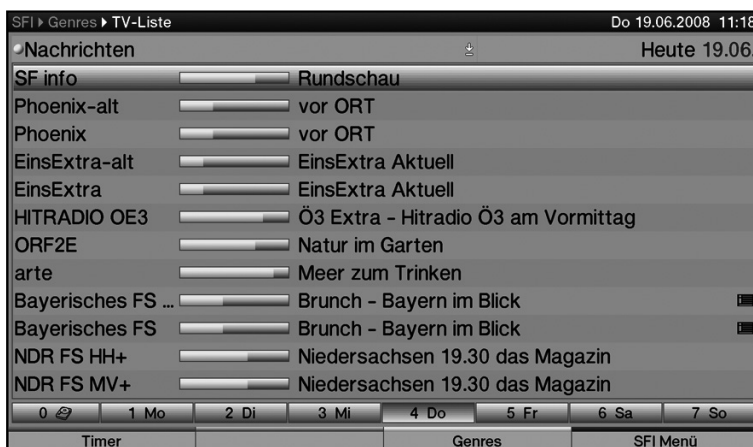 SFI ▸ Genres ▸ TV-Liste Do 19.06.2008 11:18
Nachrichten Heute 19.06.
SF info Rundschau
Phoenix-alt vor ORT
Phoenix vor ORT
EinsExtra-alt EinsExtra Aktuell
EinsExtra EinsExtra Aktuell
HITRADIO OE3 Ö3 Extra - Hitradio Ö3 am Vormittag
ORF2E Natur im Garten
arte Meer zum Trinken
Bayerisches FS ... Brunch - Bayern im Blick
Bayerisches FS Brunch - Bayern im Blick
NDR FS HH+ Niedersachsen 19.30 das Magazin
NDR FS MV+ Niedersachsen 19.30 das Magazin
0 1 Mo 2 Di 3 Mi 4 Do 5 Fr 6 Sa 7 So
Timer Genres SFI Menü